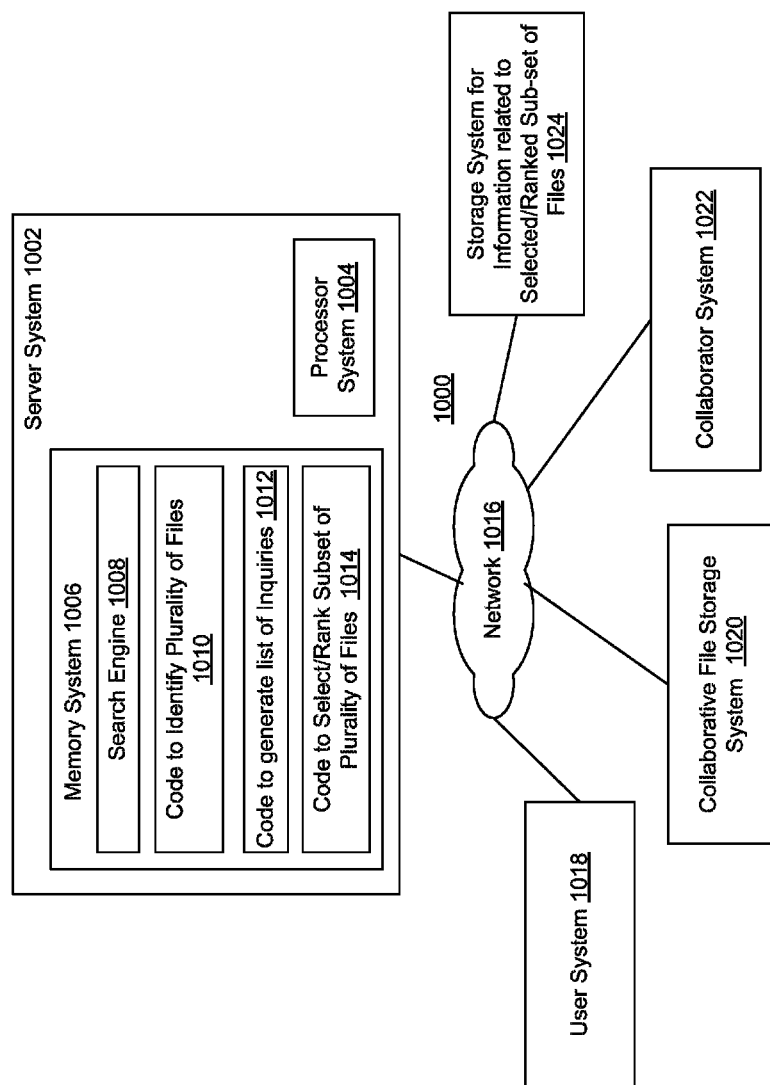 Server System 1002
Memory System 1006
Search Engine 1008
Code to Identify Plurality of Files
1010
Code to generate list of Inquiries 1012
Code to Select/Rank Subset of
Plurality of Files 1014
Processor
System 1004
1000
Network 1016
Storage System for
Information related to
Selected/Ranked Sub-set of
Files 1024
User System 1018
Collaborative File Storage
System 1020
Collaborator System 1022